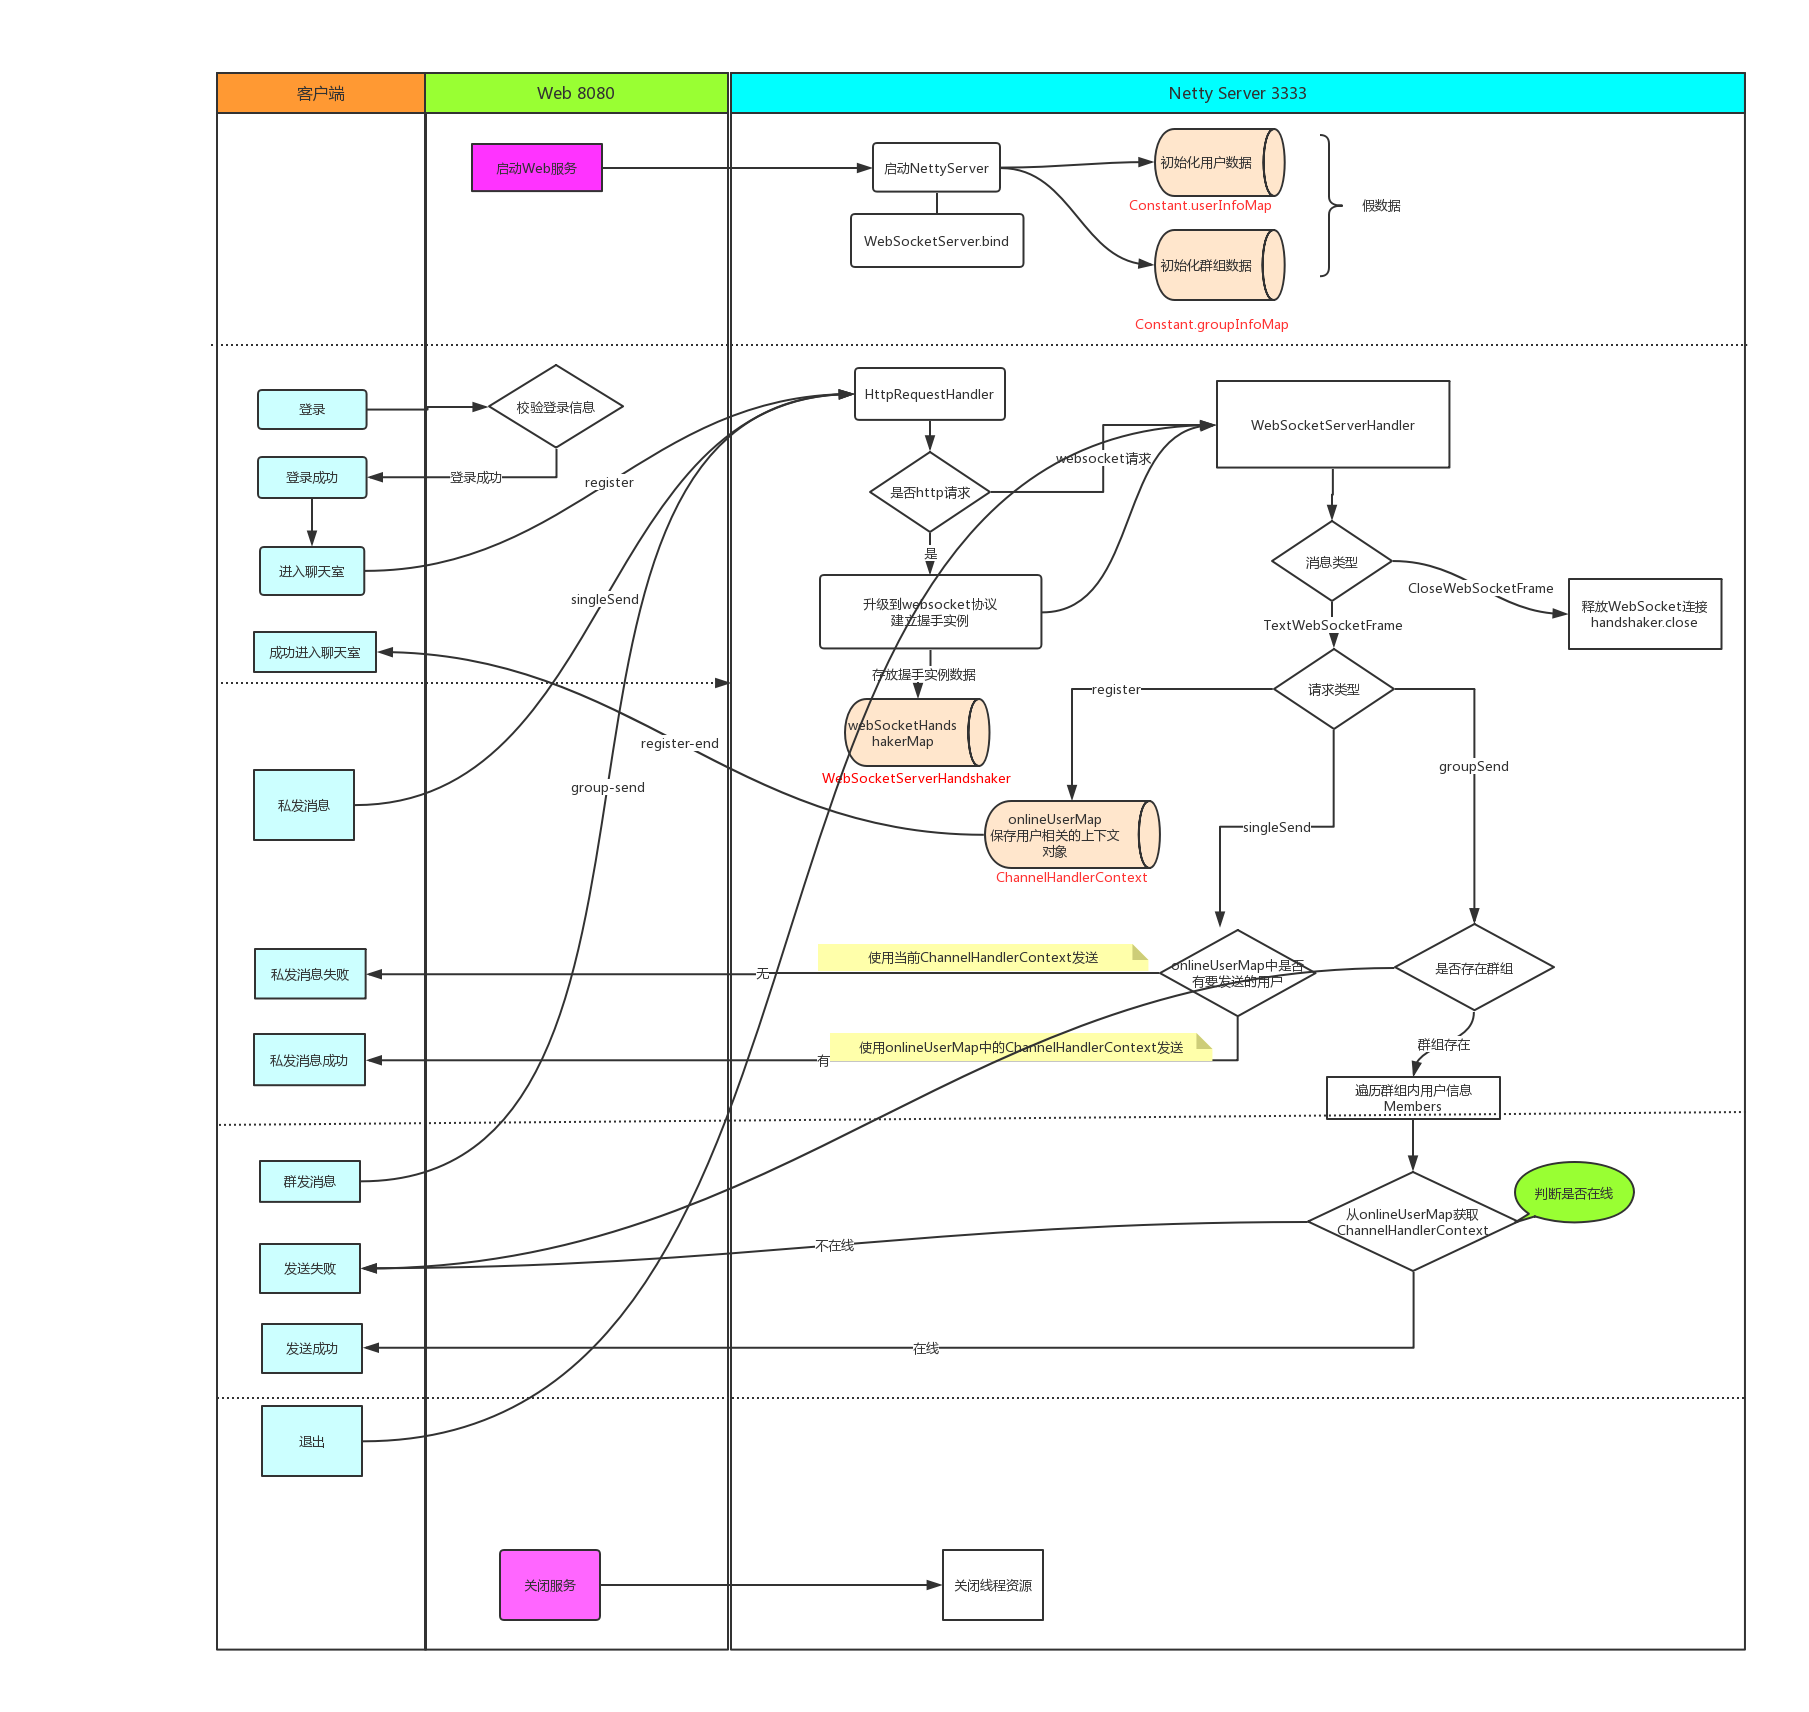 客户端
Web 8080
Netty Server 3333
启动Web服务
启动NettyServer
WebSocketServer.bind
初始化用户数据
Constant.userInfoMap
初始化群组数据
Constant.groupInfoMap
假数据
登录
校验登录信息
登录成功
登录成功
进入聊天室
成功进入聊天室
register
singleSend
register-end
group-send
HttpRequestHandler
是否http请求
websocket请求
是
升级到websocket协议
建立握手实例
存放握手实例数据
webSocketHands
hakerMap
WebSocketServerHandshaker
WebSocketServerHandler
消息类型
CloseWebSocketFrame
释放WebSocket连接
handshaker.close
TextWebSocketFrame
请求类型
register
groupSend
singleSend
onlineUserMap
保存用户相关的上下文
对象
ChannelHandlerContext
私发消息
私发消息失败
无
使用当前ChannelHandlerContext发送
onlineUserMap中是否
有要发送的用户
是否存在群组
私发消息成功
有
使用onlineUserMap中的ChannelHandlerContext发送
群组存在
遍历群组内用户信息
Members
群发消息
判断是否在线
从onlineUserMap获取
ChannelHandlerContext
不在线
发送失败
发送成功
在线
退出
关闭服务
关闭线程资源